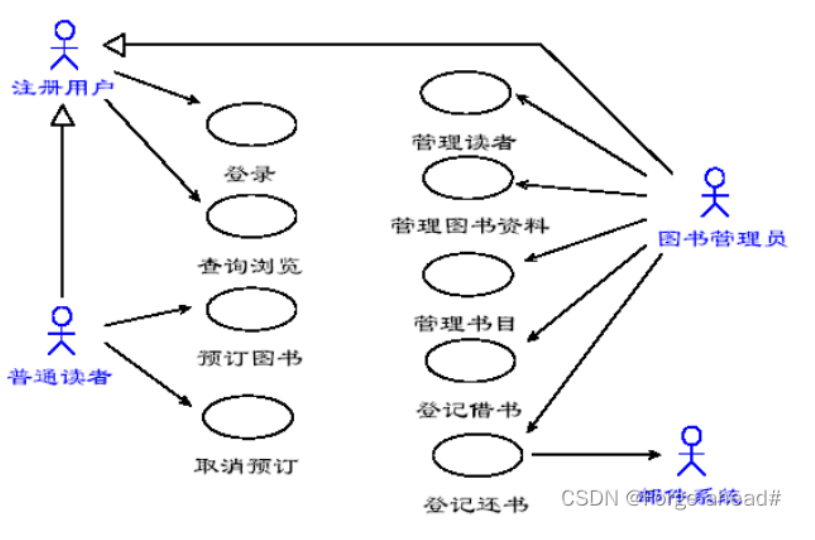 注册用户
登录
查询浏览
预订图书
普通读者
取消预订
管理读者
管理图书资料
图书管理员
管理书目
登记借书
登记还书
邮件系统
CSDN